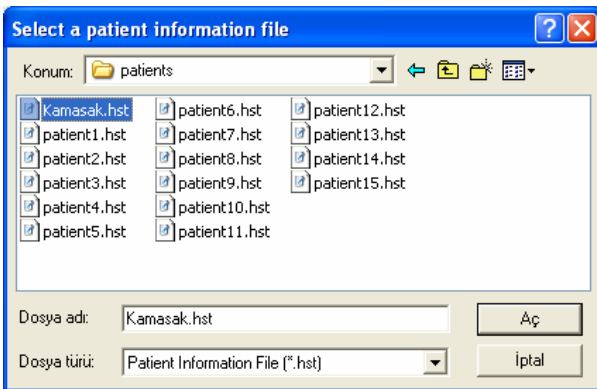 Select a patient information file
Konum: patients
Kamasak.hst patient6.hst patient12.hst
patient1.hst patient7.hst patient13.hst
patient2.hst patient8.hst patient14.hst
patient3.hst patient9.hst patient15.hst
patient4.hst patient10.hst
patient5.hst patient11.hst
Dosya adı: Kamasak.hst Aç
Dosya türü: Patient Information File (*.hst) İptal